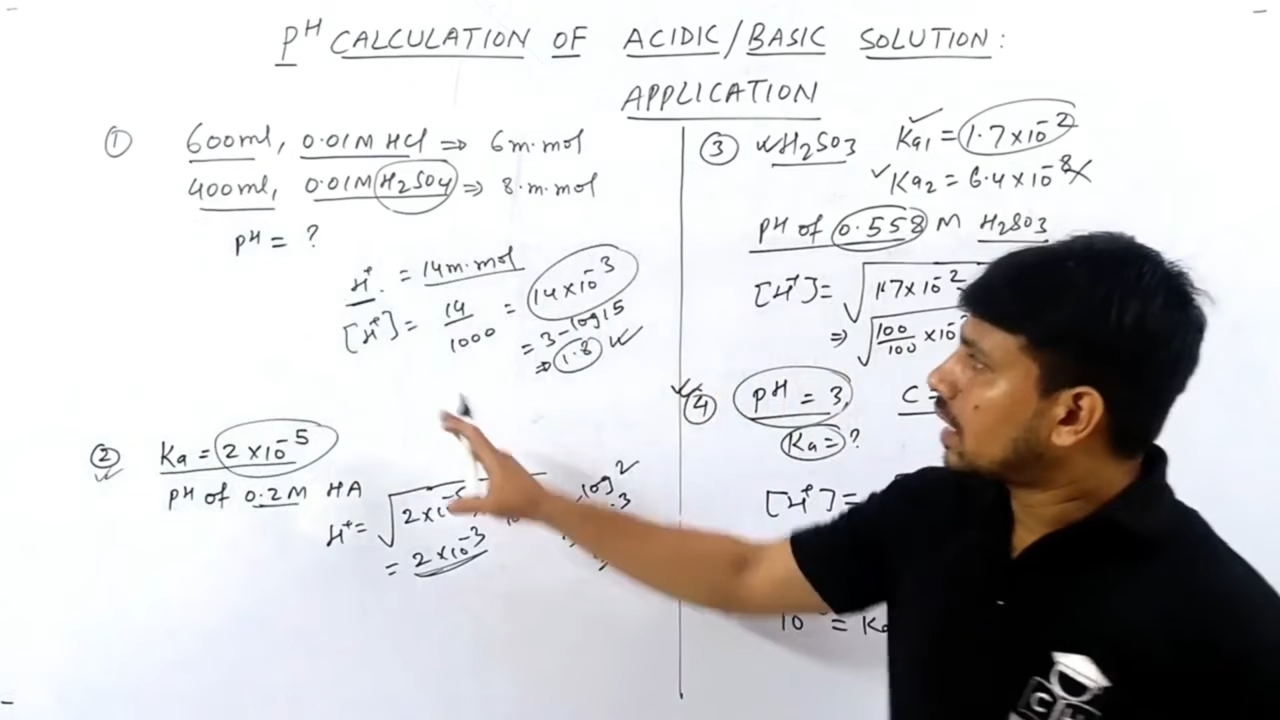 PH CALCULATION OF ACIDIC/BASIC SOLUTION:
APPLICATION
① 600ml, 0.01M HCl ⇒ 6 m.mol
400ml, 0.01M H2SO4 ⇒ 8.m.mol
PH = ?
H+ = 14m.mol
[H+] = 14/1000 = 14×10-3
= 3-log15
⇒ 1.8
② Ka = 2×10-5
PH of 0.2M HA
H+ = √2×10-5
= 2×10-3
log2
.3
③ H2SO3 Ka1 = 1.7×10-2
Ka2 = 6.4×10-8
PH of 0.558 M H2SO3
[H+] = √1.7×10-2
⇒ √100/100 ×10
④ PH = 3, C =
Ka = ?
[H+] =
10 = Ka
C